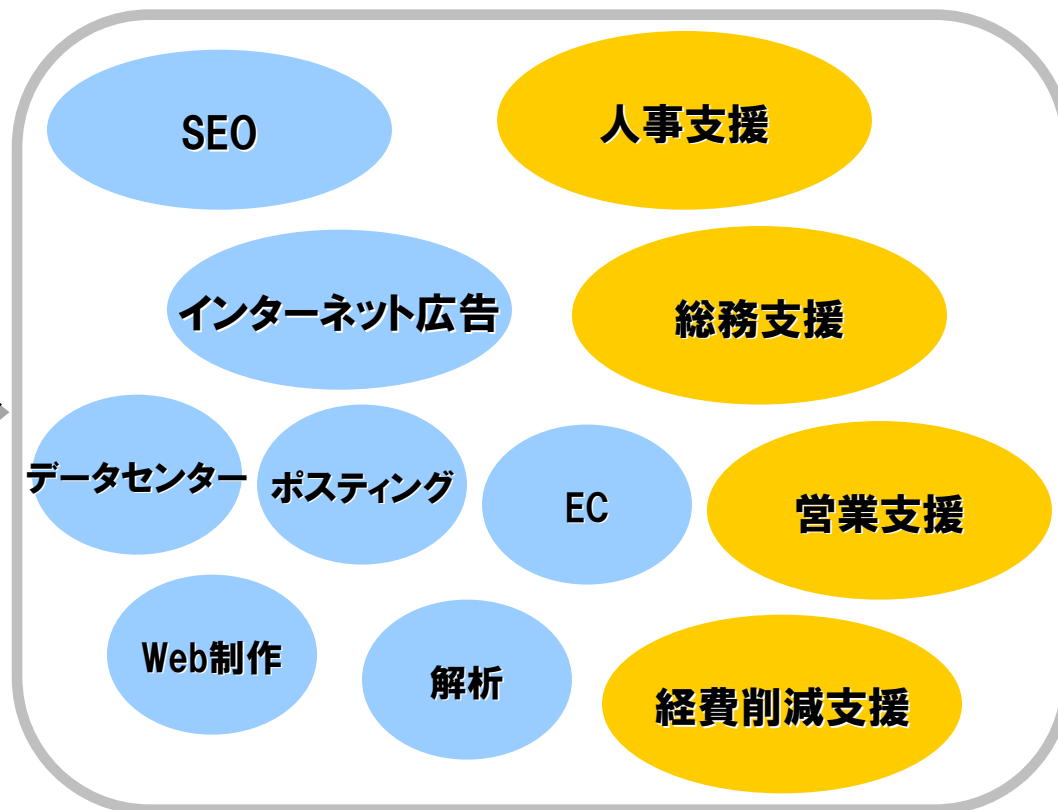 SEO
人事支援
インターネット広告
総務支援
データセンター
ポスティング
EC
営業支援
Web制作
解析
経費削減支援